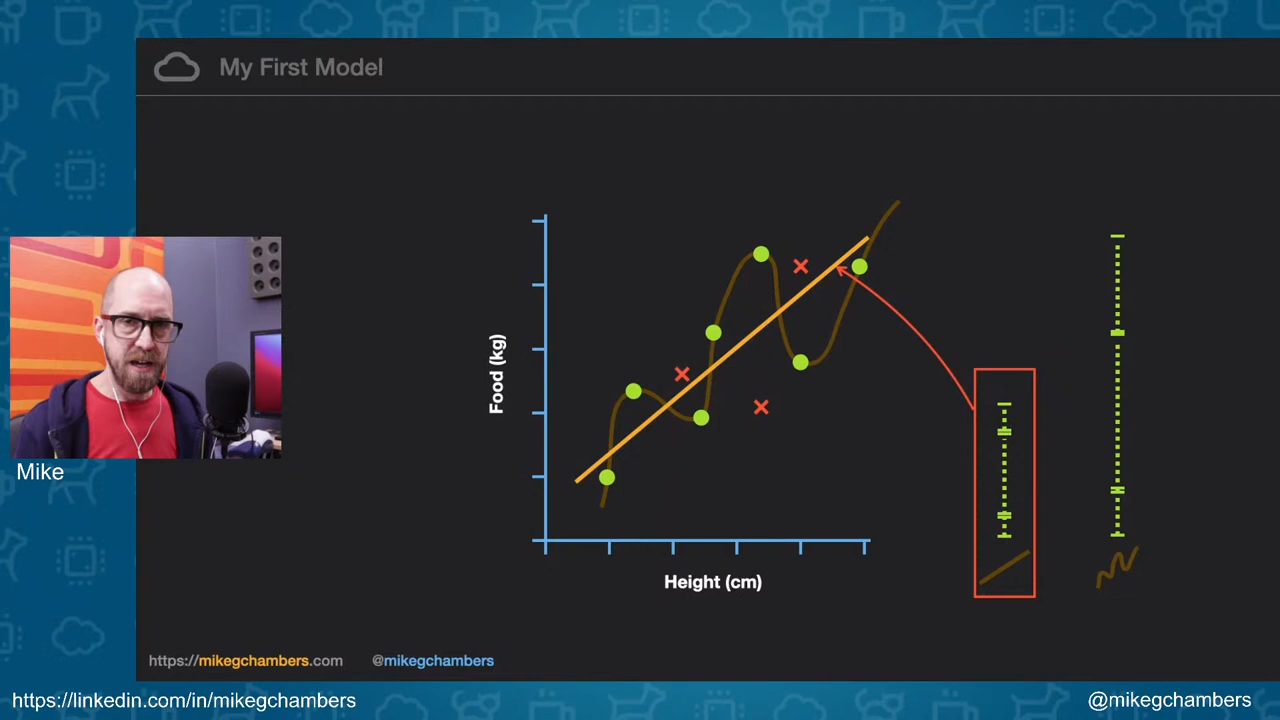 My First Model
Food (kg)
Height (cm)
Mike
https://mikegchambers.com
@mikegchambers
https://linkedin.com/in/mikegchambers
@mikegchambers